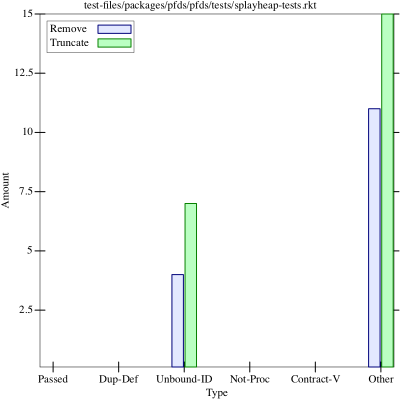 test-files/packages/pfds/pfds/tests/splayheap-tests.rkt
15
Remove
Truncate
12.5
10
7.5
5
2.5
Amount
Passed Dup-Def Unbound-ID Not-Proc Contract-V Other
Type